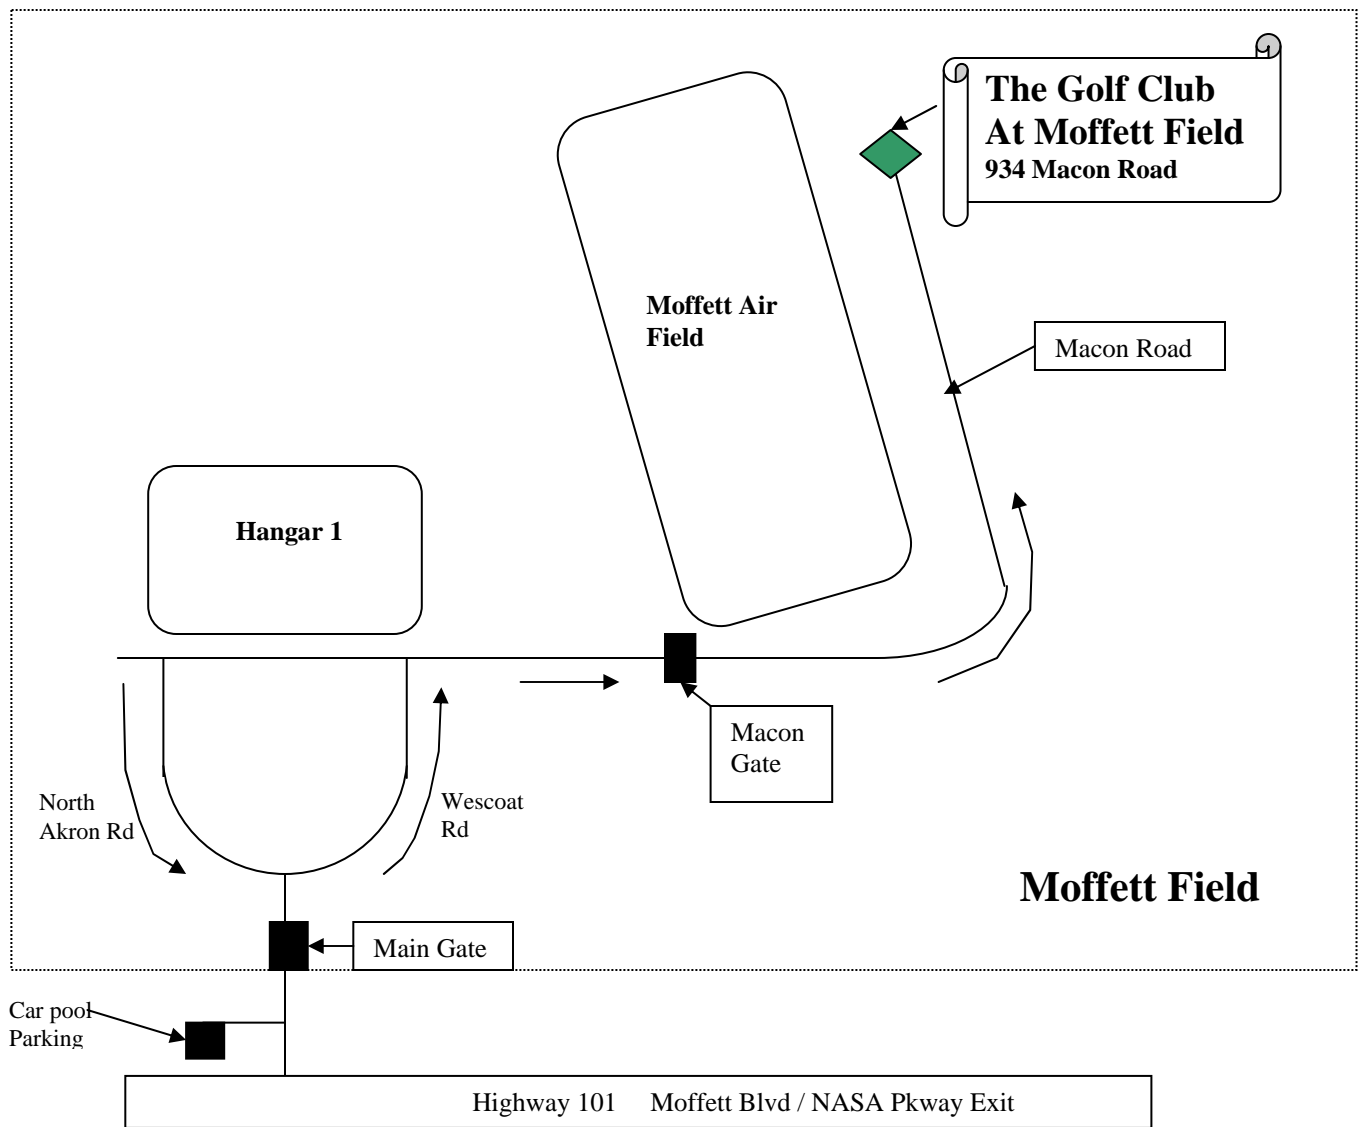 The Golf Club
At Moffett Field
934 Macon Road
Moffett Air
Field
Macon Road
Hangar 1
Macon
Gate
North
Akron Rd
Wescoat
Rd
Moffett Field
Main Gate
Car pool
Parking
Highway 101 Moffett Blvd / NASA Pkway Exit